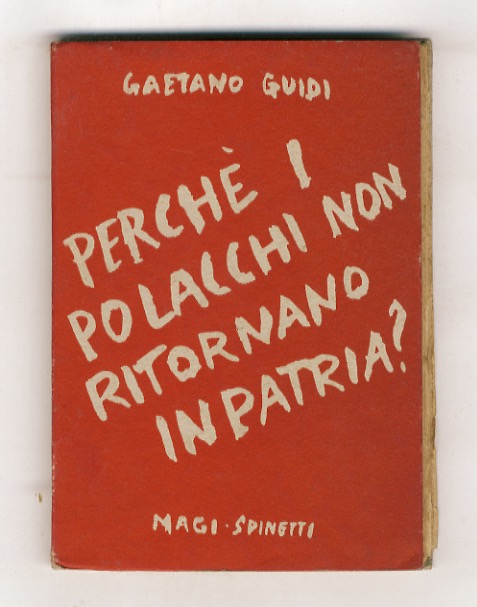 GAETANO GUIDI
PERCHÈ I
POLACCHI NON
RITORNANO
IN PATRIA?
MAGI-SPINETTI